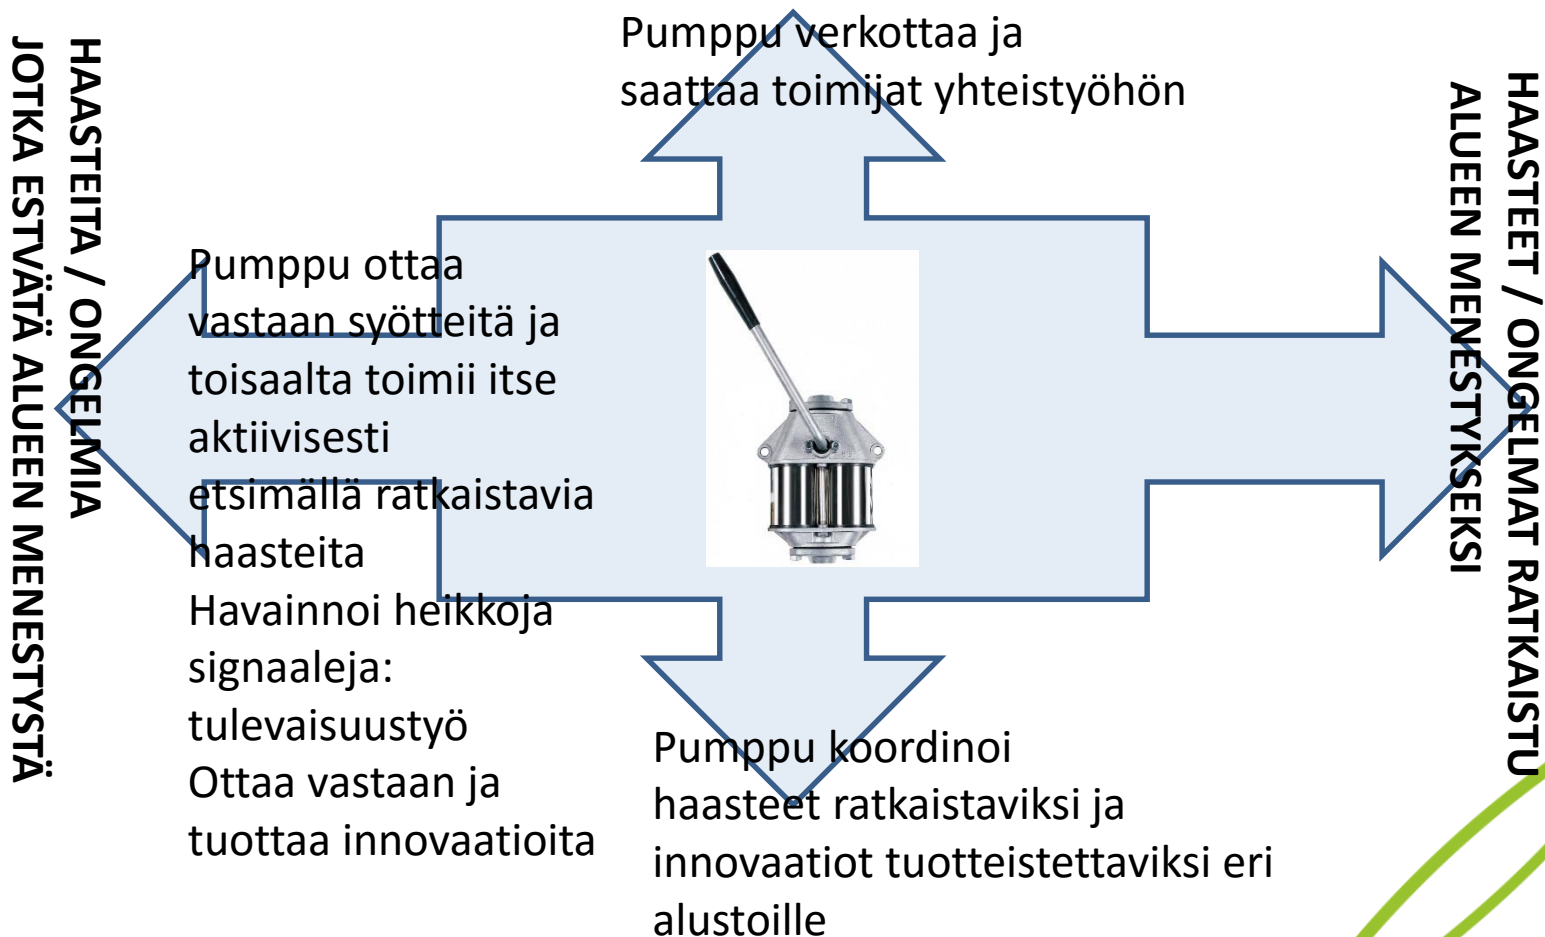 HAASTEITA / ONGELMIA
JOTKA ESTVÄTÄ ALUEEN MENESTYSTÄ
Pumppu verkottaa ja
saattaa toimijat yhteistyöhön
Pumppu ottaa
vastaan syötteitä ja
toisaalta toimii itse
aktiivisesti
etsimällä ratkaistavia
haasteita
Havainnoi heikkoja
signaaleja:
tulevaisuustyö
Ottaa vastaan ja
tuottaa innovaatioita
Pumppu koordinoi
haasteet ratkaistaviksi ja
innovaatiot tuotteistettaviksi eri
alustoille
HAASTEET / ONGELMAT RATKAISTU
ALUEEN MENESTYKSEKSI